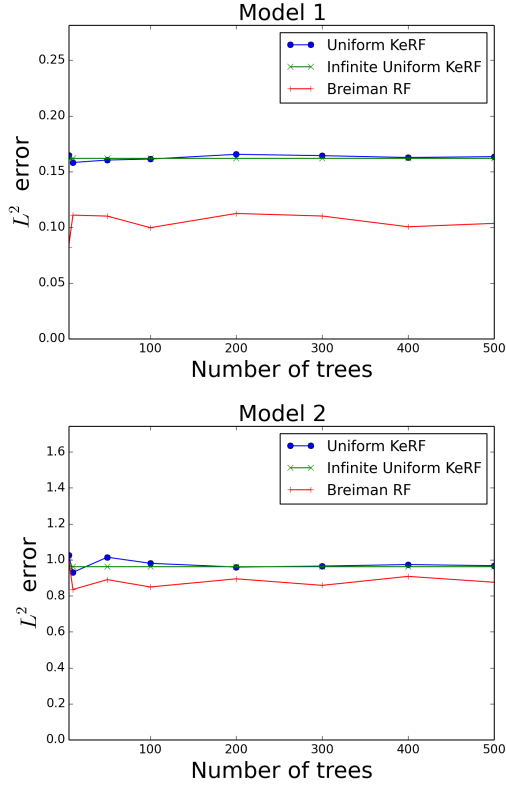 Model 1
0.25
0.20
0.15
0.10
0.05
0.00
L² error
Uniform KeRF
Infinite Uniform KeRF
Breiman RF
100 200 300 400 500
Number of trees
Model 2
1.6
1.4
1.2
1.0
0.8
0.6
0.4
0.2
0.0
L² error
Uniform KeRF
Infinite Uniform KeRF
Breiman RF
100 200 300 400 500
Number of trees